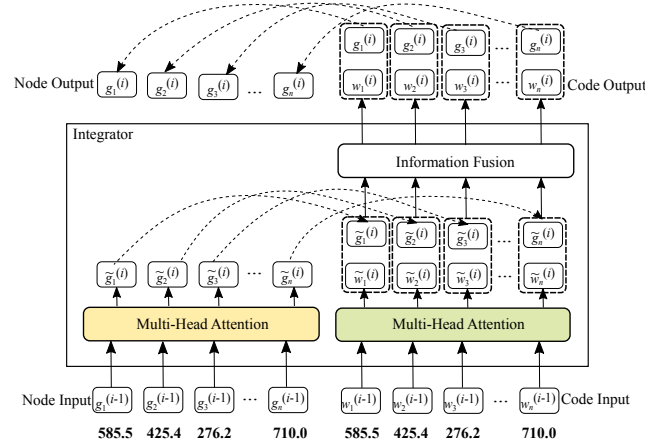 g₁⁽ⁱ⁾ g₂⁽ⁱ⁾ g₃⁽ⁱ⁾ ... gₙ⁽ⁱ⁾
Node Output g₁⁽ⁱ⁾ g₂⁽ⁱ⁾ g₃⁽ⁱ⁾ ... gₙ⁽ⁱ⁾ w₁⁽ⁱ⁾ w₂⁽ⁱ⁾ w₃⁽ⁱ⁾ ... wₙ⁽ⁱ⁾ Code Output
Integrator
Information Fusion
g̃₁⁽ⁱ⁾ g̃₂⁽ⁱ⁾ g̃₃⁽ⁱ⁾ ... g̃ₙ⁽ⁱ⁾
g̃₁⁽ⁱ⁾ g̃₂⁽ⁱ⁾ g̃₃⁽ⁱ⁾ ... g̃ₙ⁽ⁱ⁾ w̃₁⁽ⁱ⁾ w̃₂⁽ⁱ⁾ w̃₃⁽ⁱ⁾ ... w̃ₙ⁽ⁱ⁾
Multi-Head Attention Multi-Head Attention
Node Input g₁⁽ⁱ⁻¹⁾ g₂⁽ⁱ⁻¹⁾ g₃⁽ⁱ⁻¹⁾ ... gₙ⁽ⁱ⁻¹⁾ w₁⁽ⁱ⁻¹⁾ w₂⁽ⁱ⁻¹⁾ w₃⁽ⁱ⁻¹⁾ ... wₙ⁽ⁱ⁻¹⁾ Code Input
585.5 425.4 276.2 710.0 585.5 425.4 276.2 710.0